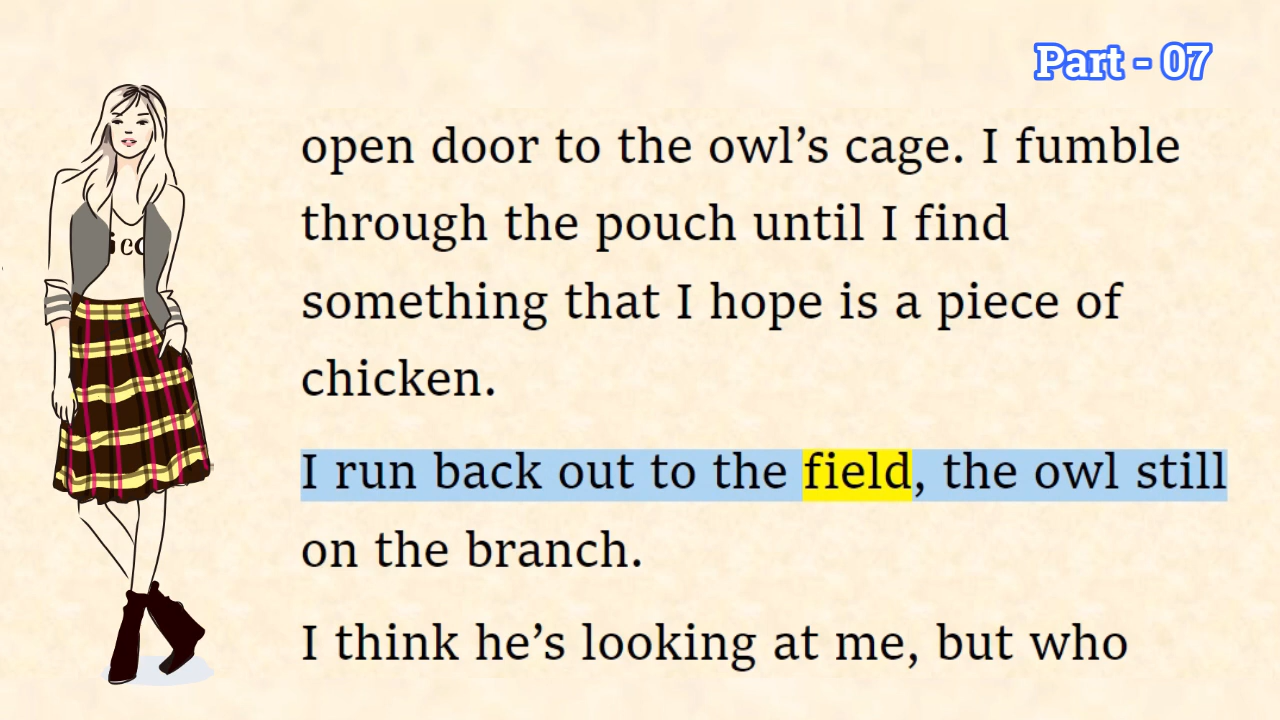 Part - 07
open door to the owl’s cage. I fumble
through the pouch until I find
something that I hope is a piece of
chicken.
I run back out to the field, the owl still
on the branch.
I think he’s looking at me, but who